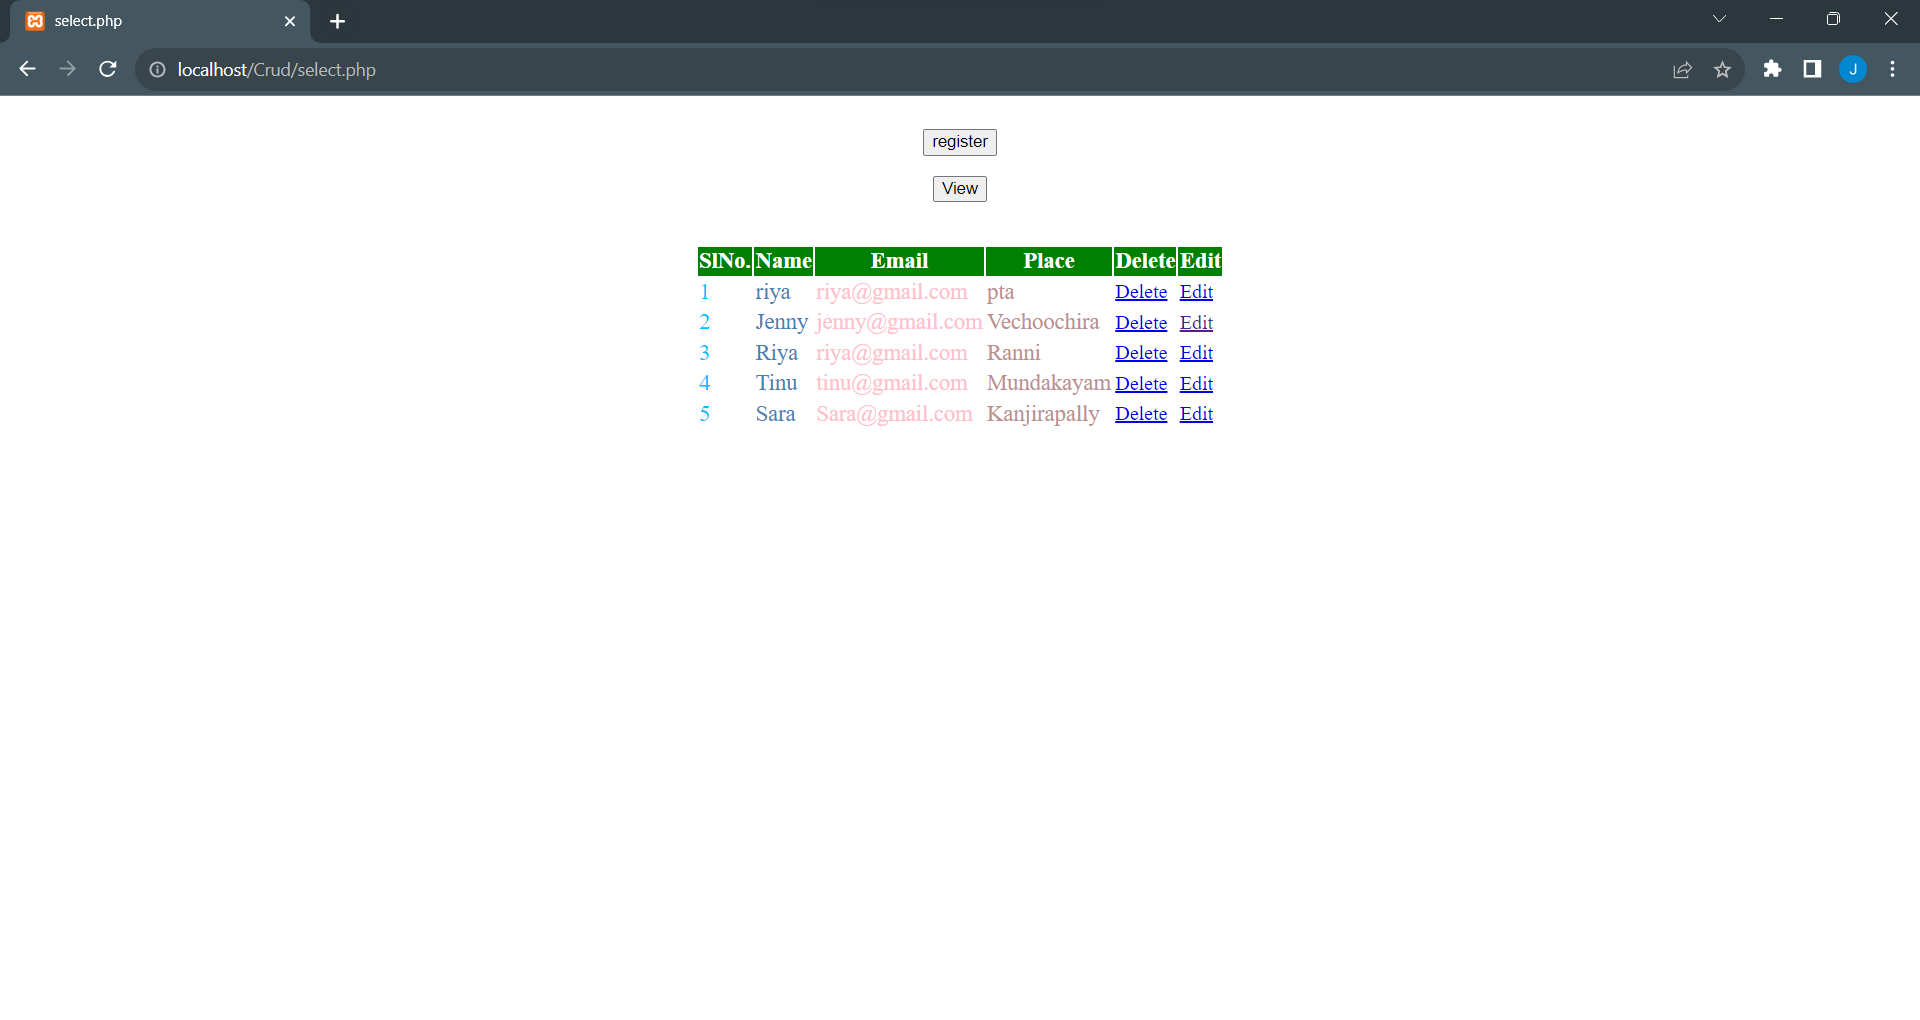 select.php
localhost/Crud/select.php
J
register
View
SlNo. Name Email Place Delete Edit
1 riya riya@gmail.com pta Delete Edit
2 Jenny jenny@gmail.com Vechoochira Delete Edit
3 Riya riya@gmail.com Ranni Delete Edit
4 Tinu tinu@gmail.com Mundakayam Delete Edit
5 Sara Sara@gmail.com Kanjirapally Delete Edit